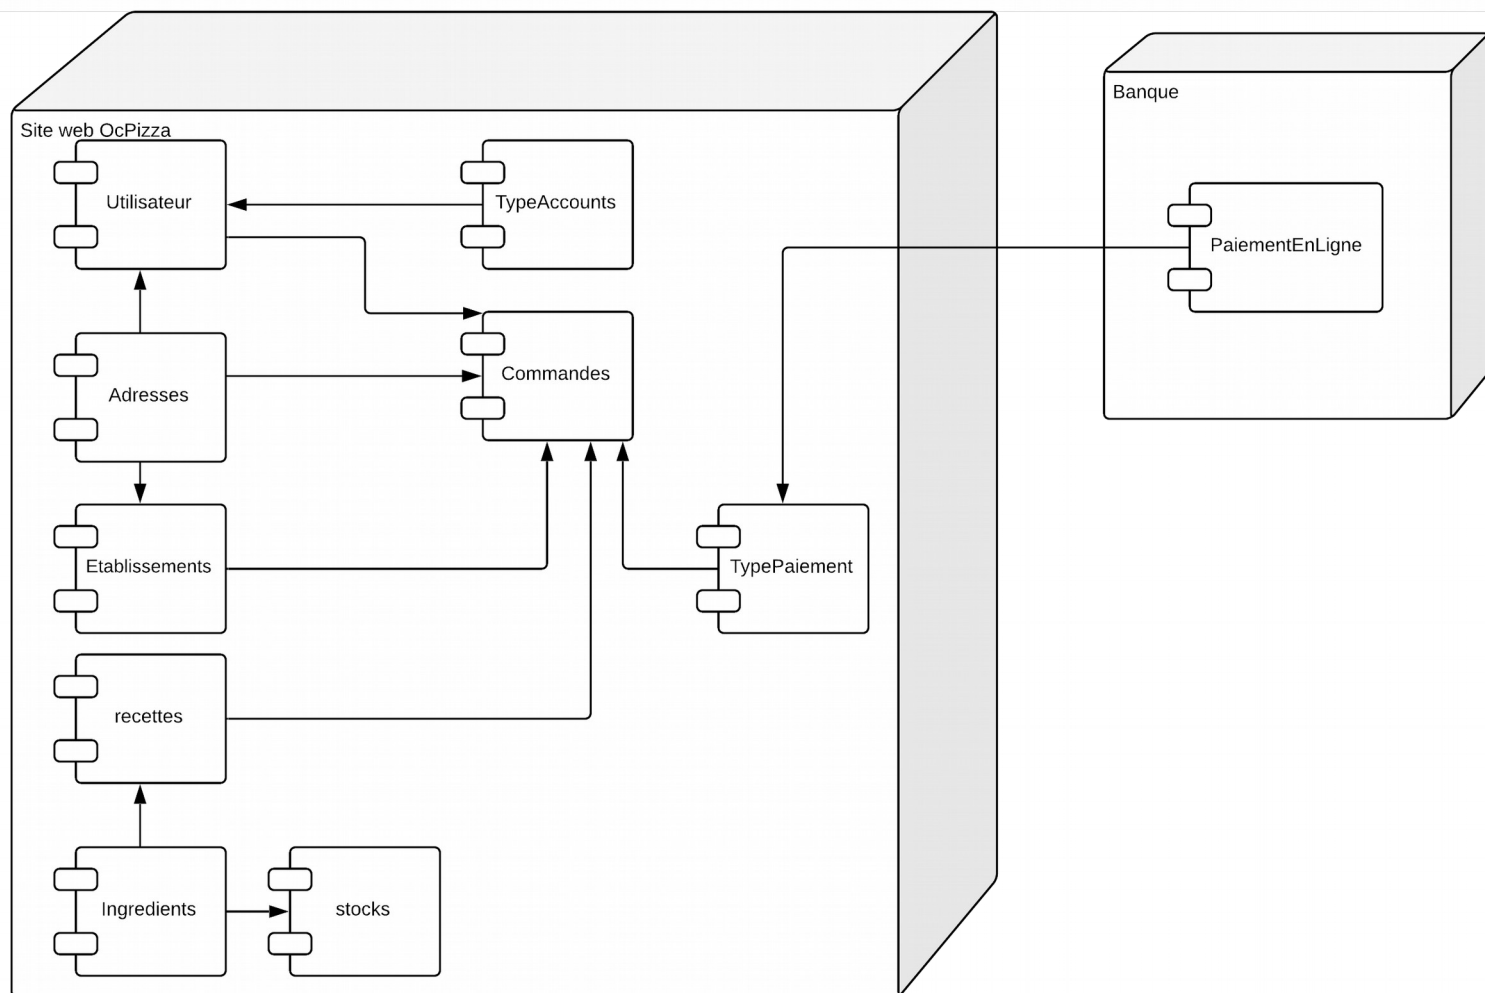 Banque
Site web OcPizza
Utilisateur
TypeAccounts
PaiementEnLigne
Commandes
Adresses
Etablissements
TypePaiement
recettes
Ingredients
stocks